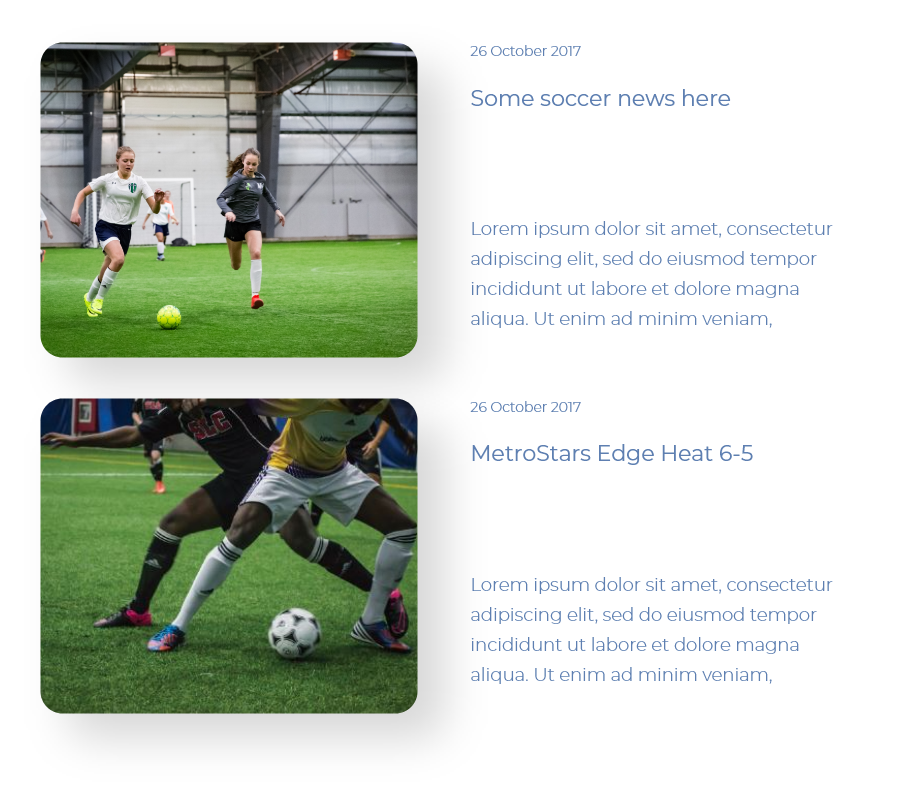 26 October 2017
Some soccer news here
Lorem ipsum dolor sit amet, consectetur
adipiscing elit, sed do eiusmod tempor
incididunt ut labore et dolore magna
aliqua. Ut enim ad minim veniam,
SLC
26 October 2017
MetroStars Edge Heat 6-5
Lorem ipsum dolor sit amet, consectetur
adipiscing elit, sed do eiusmod tempor
incididunt ut labore et dolore magna
aliqua. Ut enim ad minim veniam,